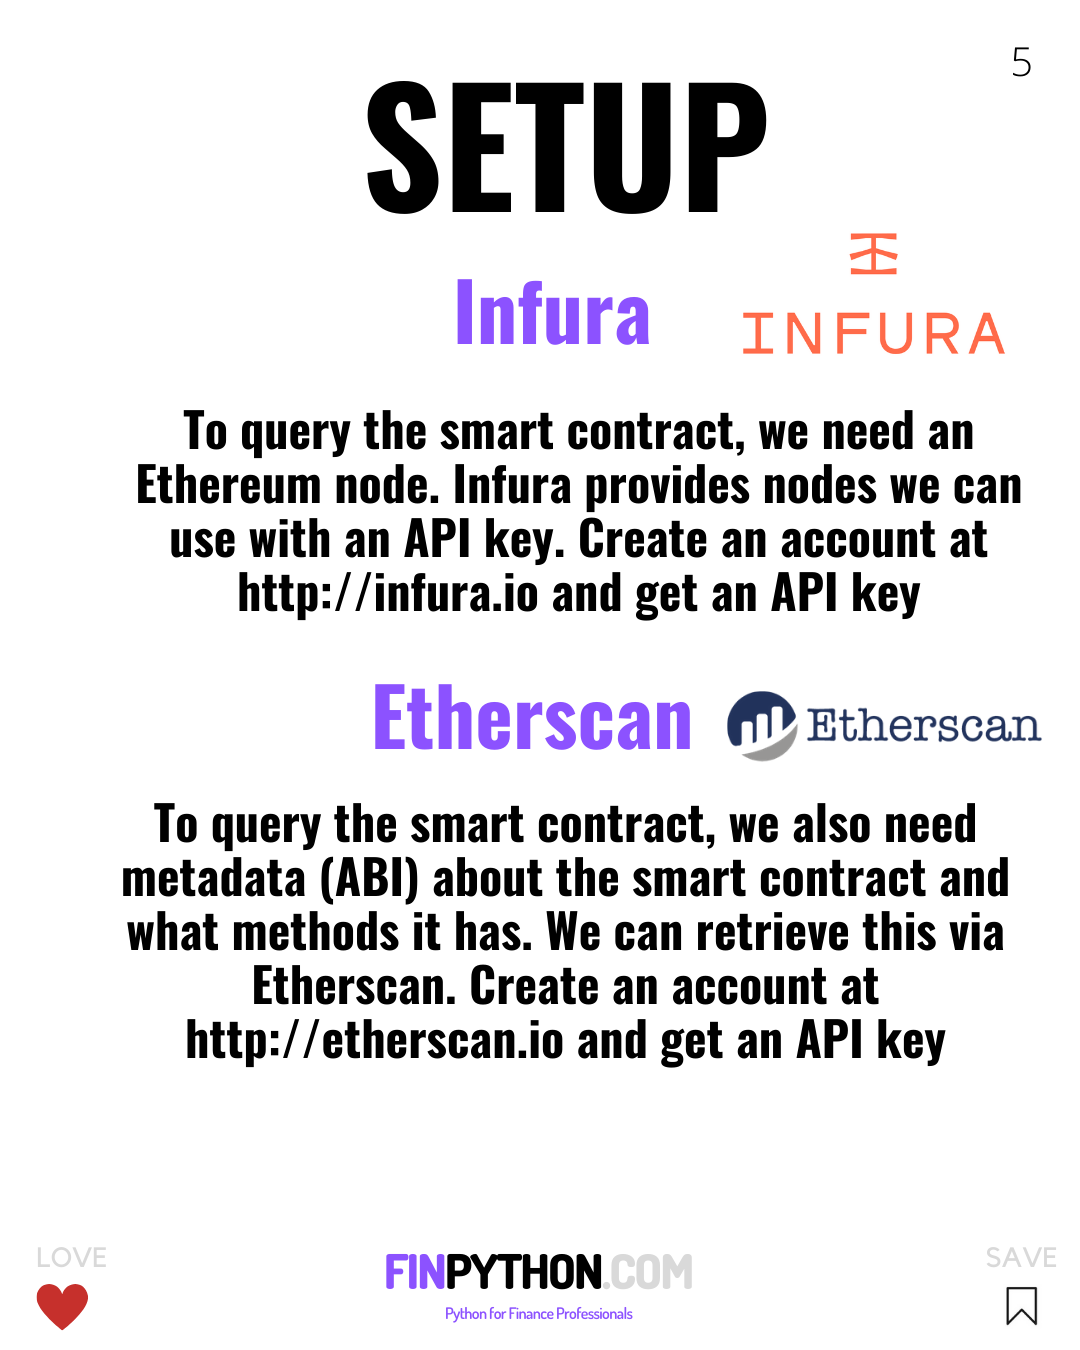 5
SETUP
Infura
INFURA
To query the smart contract, we need an
Ethereum node. Infura provides nodes we can
use with an API key. Create an account at
http://infura.io and get an API key
Etherscan
Etherscan
To query the smart contract, we also need
metadata (ABI) about the smart contract and
what methods it has. We can retrieve this via
Etherscan. Create an account at
http://etherscan.io and get an API key
LOVE
FINPYTHON.COM
Python for Finance Professionals
SAVE